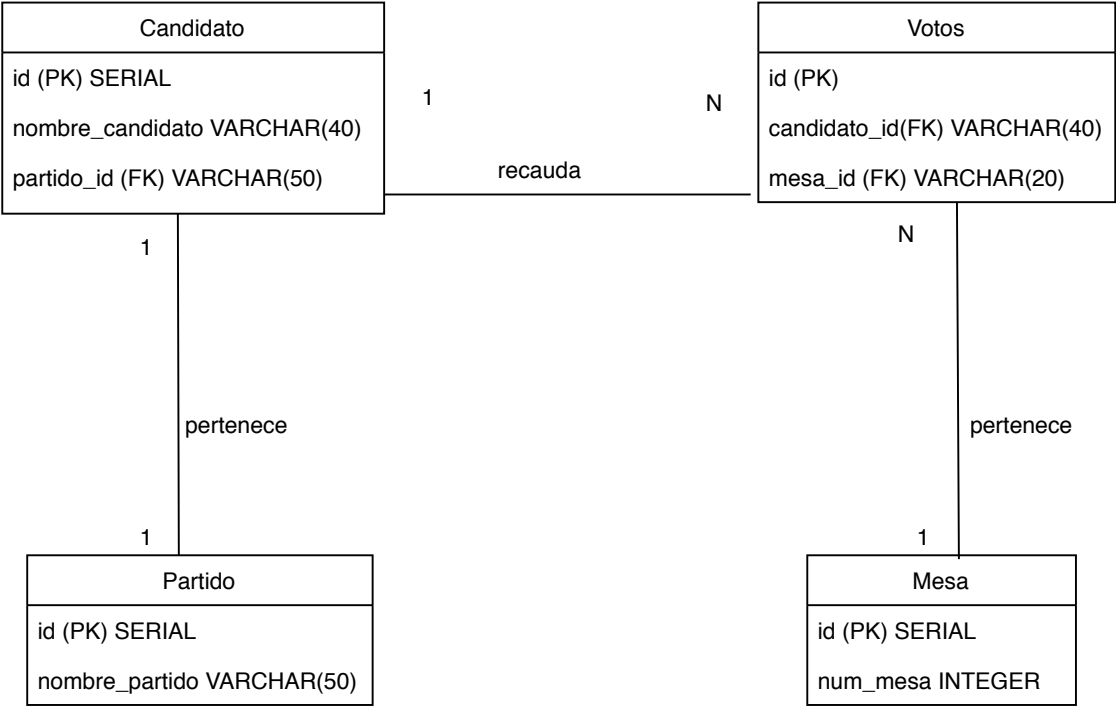 Candidato
id (PK) SERIAL
nombre_candidato VARCHAR(40)
partido_id (FK) VARCHAR(50)
1
N
recauda
Votos
id (PK)
candidato_id(FK) VARCHAR(40)
mesa_id (FK) VARCHAR(20)
1
pertenece
1
N
pertenece
1
Partido
id (PK) SERIAL
nombre_partido VARCHAR(50)
Mesa
id (PK) SERIAL
num_mesa INTEGER